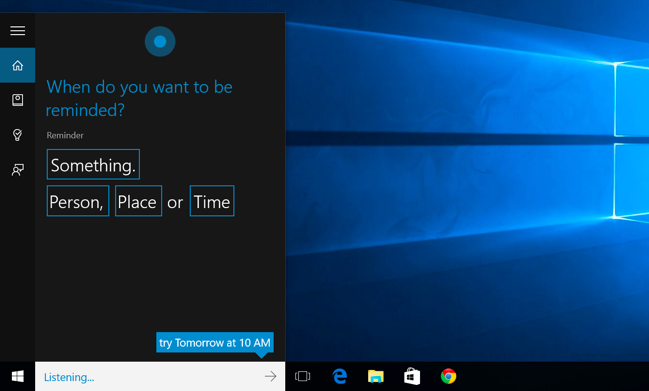 When do you want to be
reminded?
Reminder
Something.
Person, Place or Time
try Tomorrow at 10 AM
Listening...